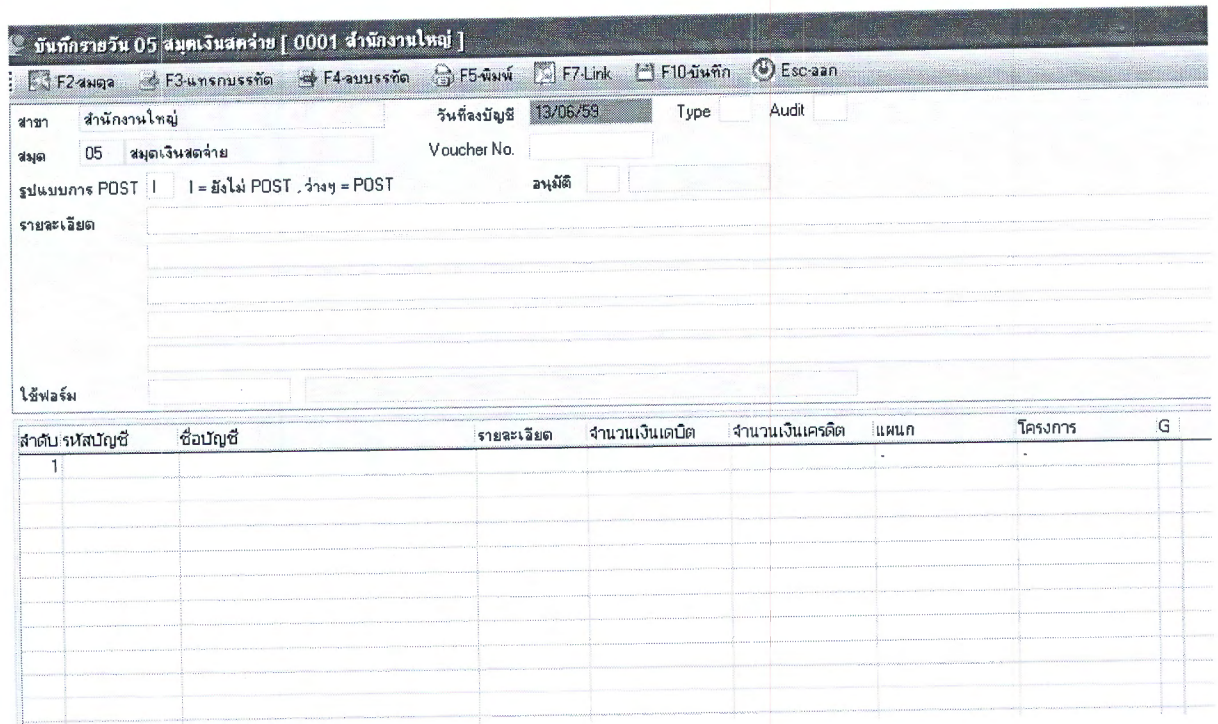 บันทึกรายวัน 05 สมุดเงินสดจ่าย [ 0001 สำนักงานใหญ่ ]
F2-สมดุล F3-แทรกบรรทัด F4-ลบบรรทัด F5-พิมพ์ F7-Link F10-บันทึก Esc-ออก
สาขา สำนักงานใหญ่ วันที่ลงบัญชี 13/06/59 Type Audit
สมุด 05 สมุดเงินสดจ่าย Voucher No.
รูปแบบการ POST I I = ยังไม่ POST , ว่างๆ = POST อนุมัติ
รายละเอียด
ใช้ฟอร์ม
ลำดับ รหัสบัญชี ชื่อบัญชี รายละเอียด จำนวนเงินเดบิต จำนวนเงินเครดิต แผนก โครงการ G
1 - -